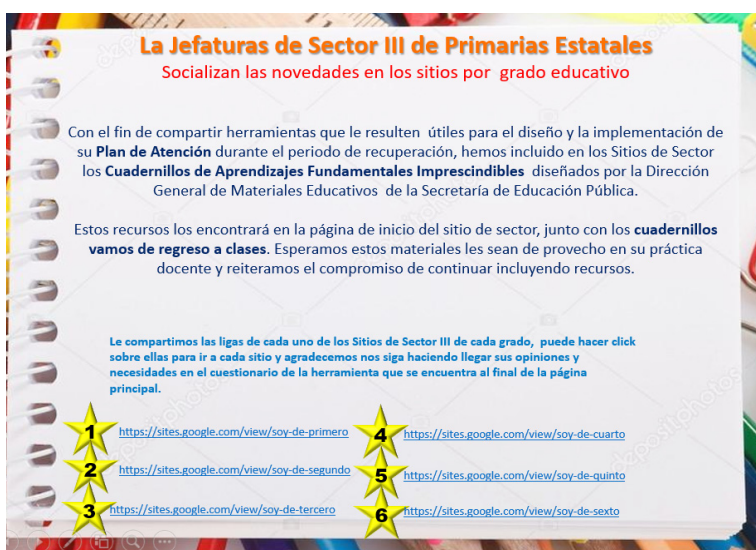 La Jefaturas de Sector III de Primarias Estatales
Socializan las novedades en los sitios por grado educativo
Con el fin de compartir herramientas que le resulten útiles para el diseño y la implementación de
su Plan de Atención durante el periodo de recuperación, hemos incluido en los Sitios de Sector
los Cuadernillos de Aprendizajes Fundamentales Imprescindibles diseñados por la Dirección
General de Materiales Educativos de la Secretaría de Educación Pública.
Estos recursos los encontrará en la página de inicio del sitio de sector, junto con los cuadernillos
vamos de regreso a clases. Esperamos estos materiales les sean de provecho en su práctica
docente y reiteramos el compromiso de continuar incluyendo recursos.
Le compartimos las ligas de cada uno de los Sitios de Sector III de cada grado, puede hacer click
sobre ellas para ir a cada sitio y agradecemos nos siga haciendo llegar sus opiniones y
necesidades en el cuestionario de la herramienta que se encuentra al final de la página
principal.
1 https://sites.google.com/view/soy-de-primero
2 https://sites.google.com/view/soy-de-segundo
3 https://sites.google.com/view/soy-de-tercero
4 https://sites.google.com/view/soy-de-cuarto
5 https://sites.google.com/view/soy-de-quinto
6 https://sites.google.com/view/soy-de-sexto
depositphotos